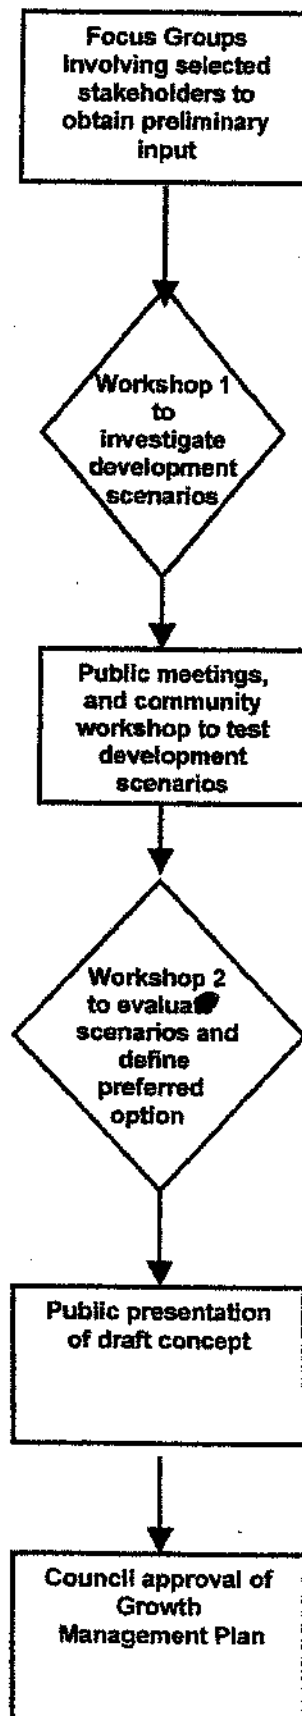 Focus Groups
involving selected
stakeholders to
obtain preliminary
input
Workshop 1
to
investigate
development
scenarios
Public meetings,
and community
workshop to test
development
scenarios
Workshop 2
to evaluate
scenarios and
define
preferred
option
Public presentation
of draft concept
Council approval of
Growth
Management Plan